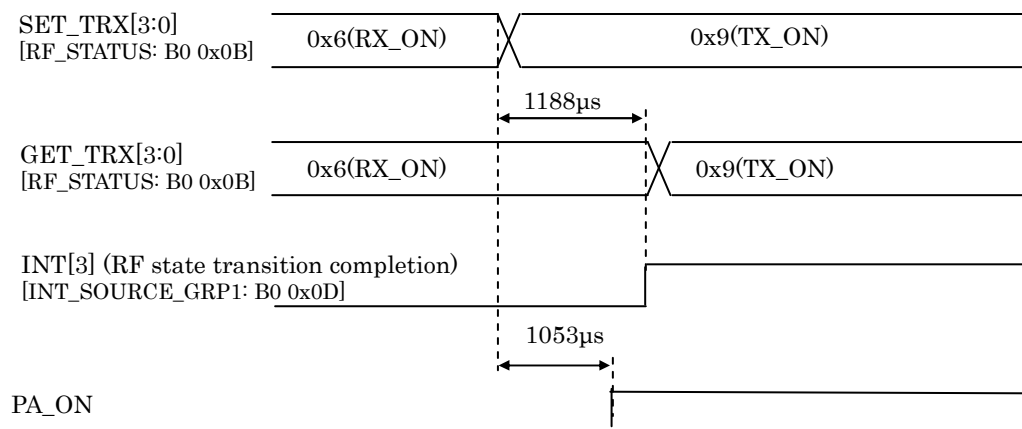 SET_TRX[3:0]
[RF_STATUS: B0 0x0B]
0x6(RX_ON)
0x9(TX_ON)
1188µs
GET_TRX[3:0]
[RF_STATUS: B0 0x0B]
0x6(RX_ON)
0x9(TX_ON)
INT[3] (RF state transition completion)
[INT_SOURCE_GRP1: B0 0x0D]
1053µs
PA_ON